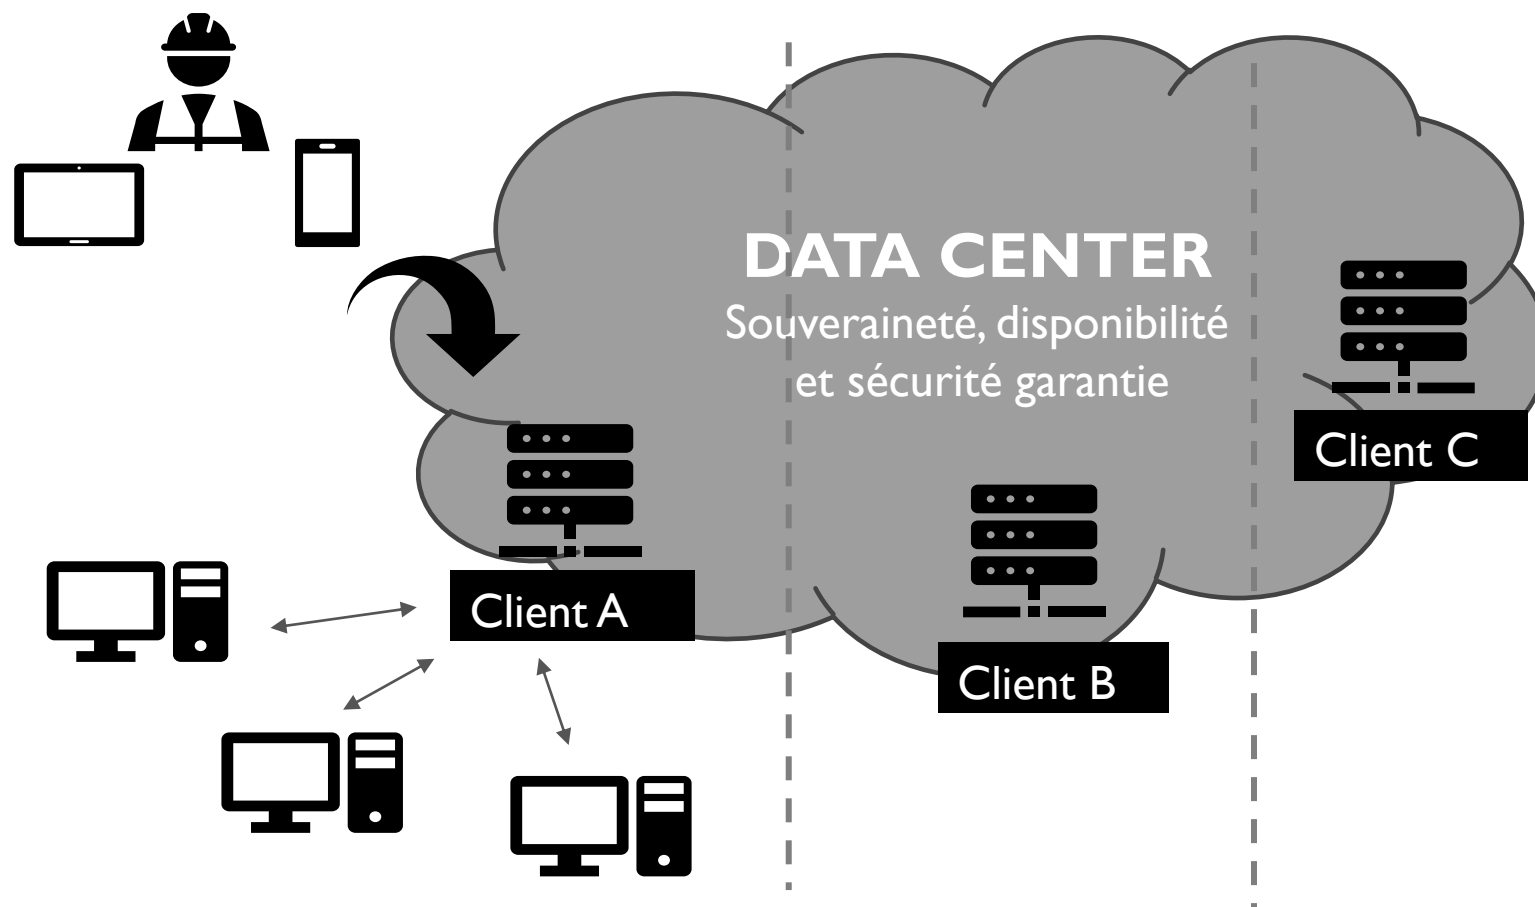 DATA CENTER
Souveraineté, disponibilité
et sécurité garantie
Client C
Client A
Client B